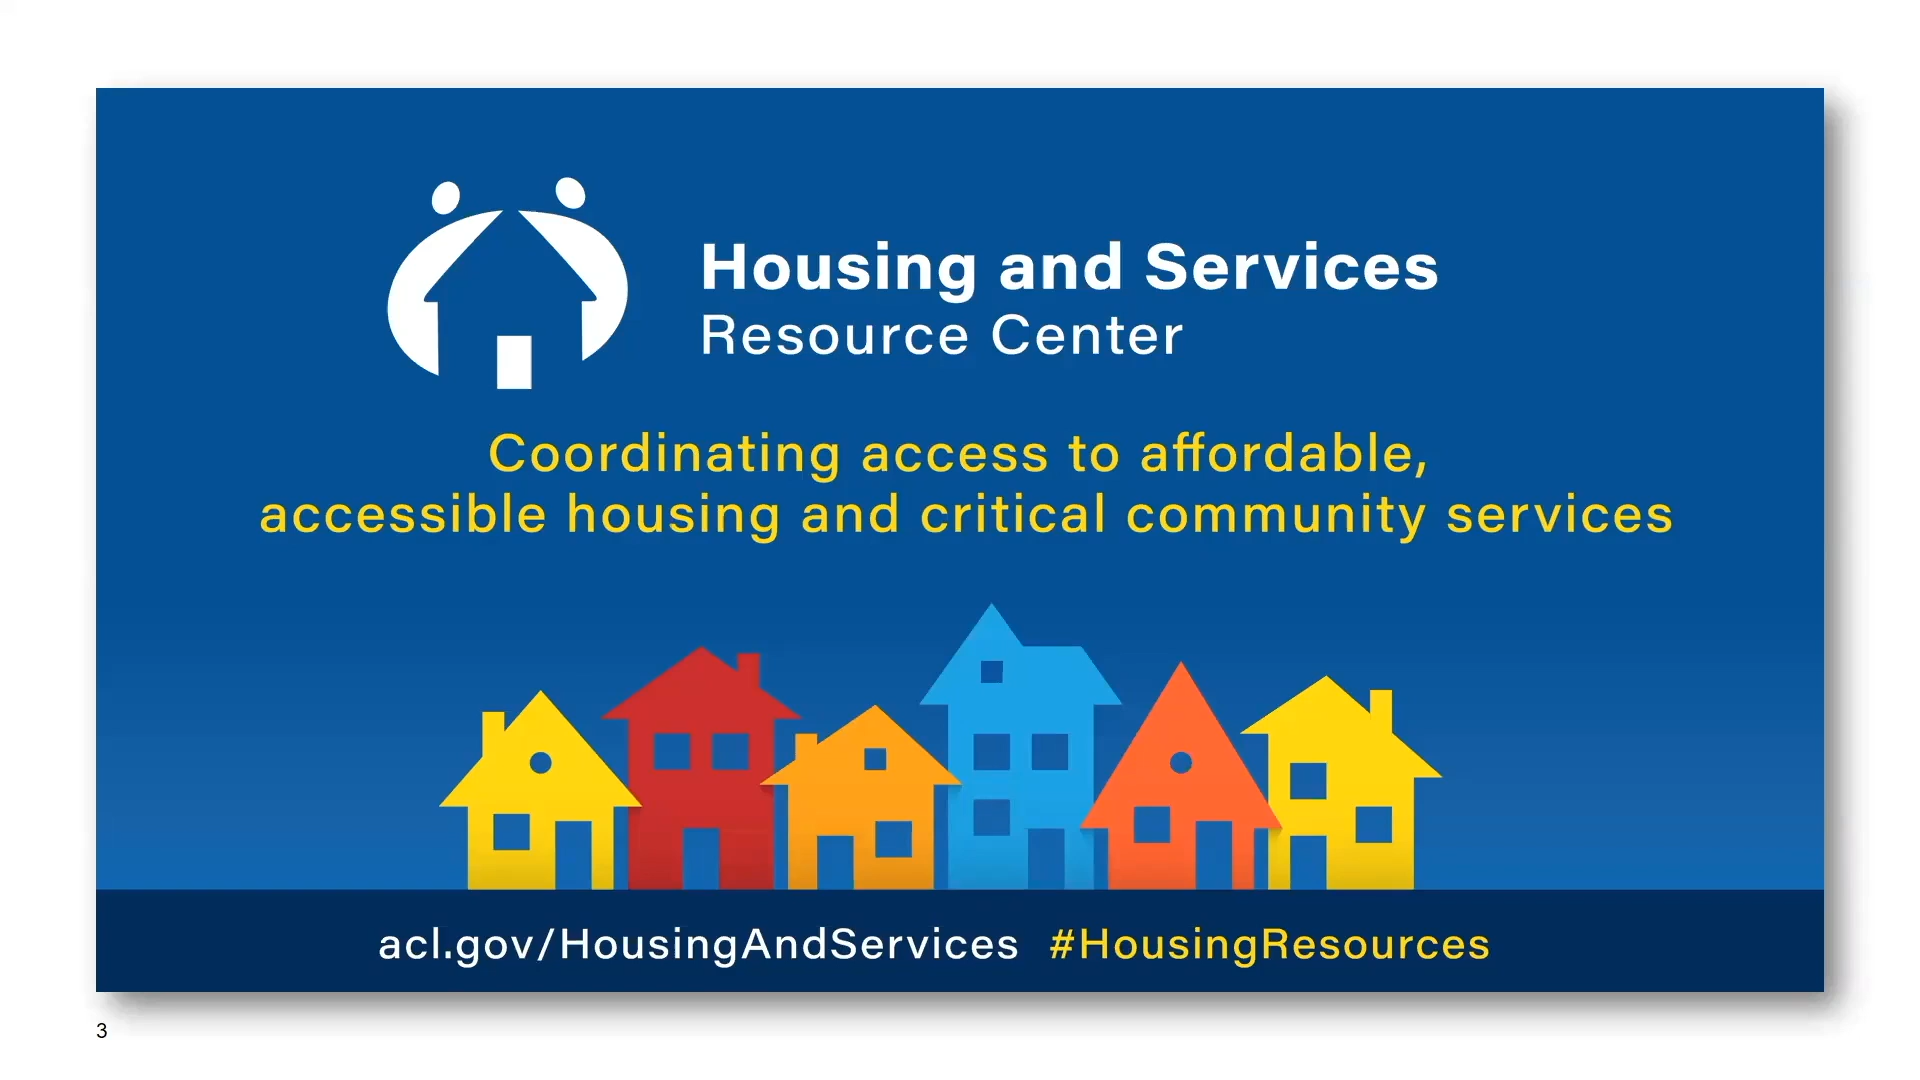 Housing and Services
Resource Center
Coordinating access to affordable,
accessible housing and critical community services
acl.gov/HousingAndServices #HousingResources
3